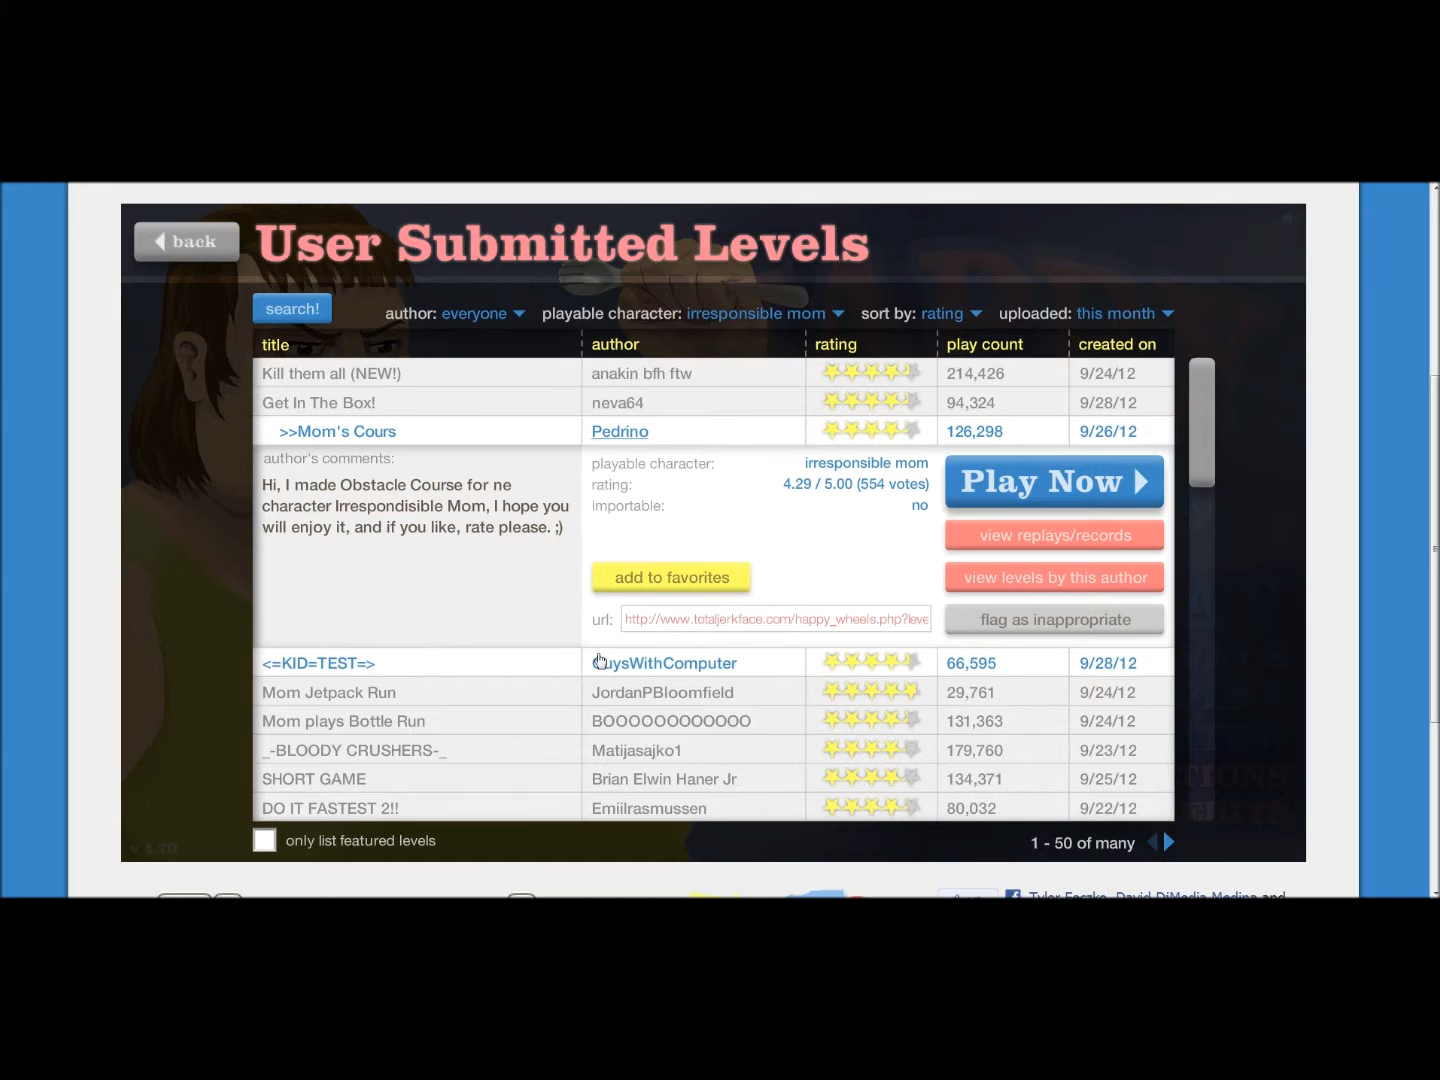 back
User Submitted Levels
search!
author: everyone playable character: irresponsible mom sort by: rating uploaded: this month
title author rating play count created on
Kill them all (NEW!) anakin bfh ftw 214,426 9/24/12
Get In The Box! neva64 94,324 9/28/12
>>Mom's Cours Pedrino 126,298 9/26/12
author's comments:
Hi, I made Obstacle Course for ne
character Irrespondisible Mom, I hope you
will enjoy it, and if you like, rate please. ;)
playable character: irresponsible mom
rating: 4.29 / 5.00 (554 votes)
importable: no
add to favorites
url: http://www.totaljerkface.com/happy_wheels.php?leve
Play Now
view replays/records
view levels by this author
flag as inappropriate
<=KID=TEST=> GuysWithComputer 66,595 9/28/12
Mom Jetpack Run JordanPBloomfield 29,761 9/24/12
Mom plays Bottle Run BOOOOOOOOOOOO 131,363 9/24/12
_-BLOODY CRUSHERS-_ Matijasajko1 179,760 9/23/12
SHORT GAME Brian Elwin Haner Jr 134,371 9/25/12
DO IT FASTEST 2!! Emiilrasmussen 80,032 9/22/12
v 1.70
only list featured levels
1 - 50 of many
Tyler Faczko, David DiMedia Medina and